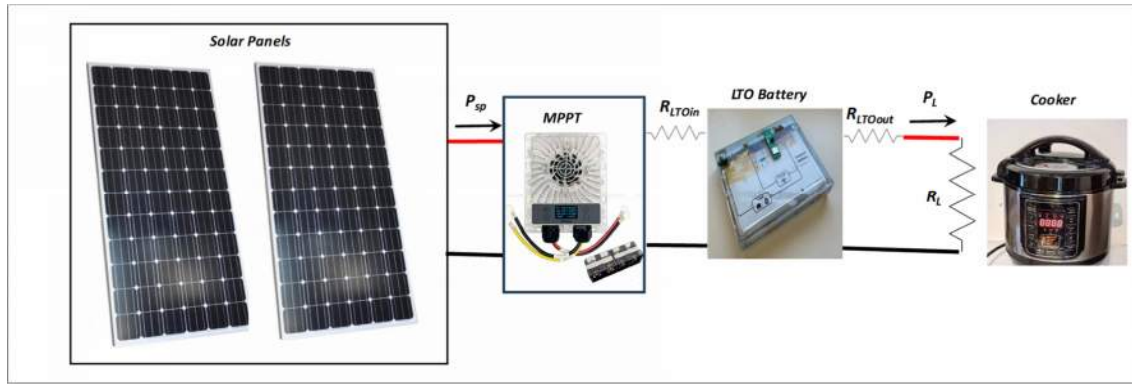 Solar Panels
P_sp
MPPT
R_LTOin
LTO Battery
R_LTOout
P_L
R_L
Cooker